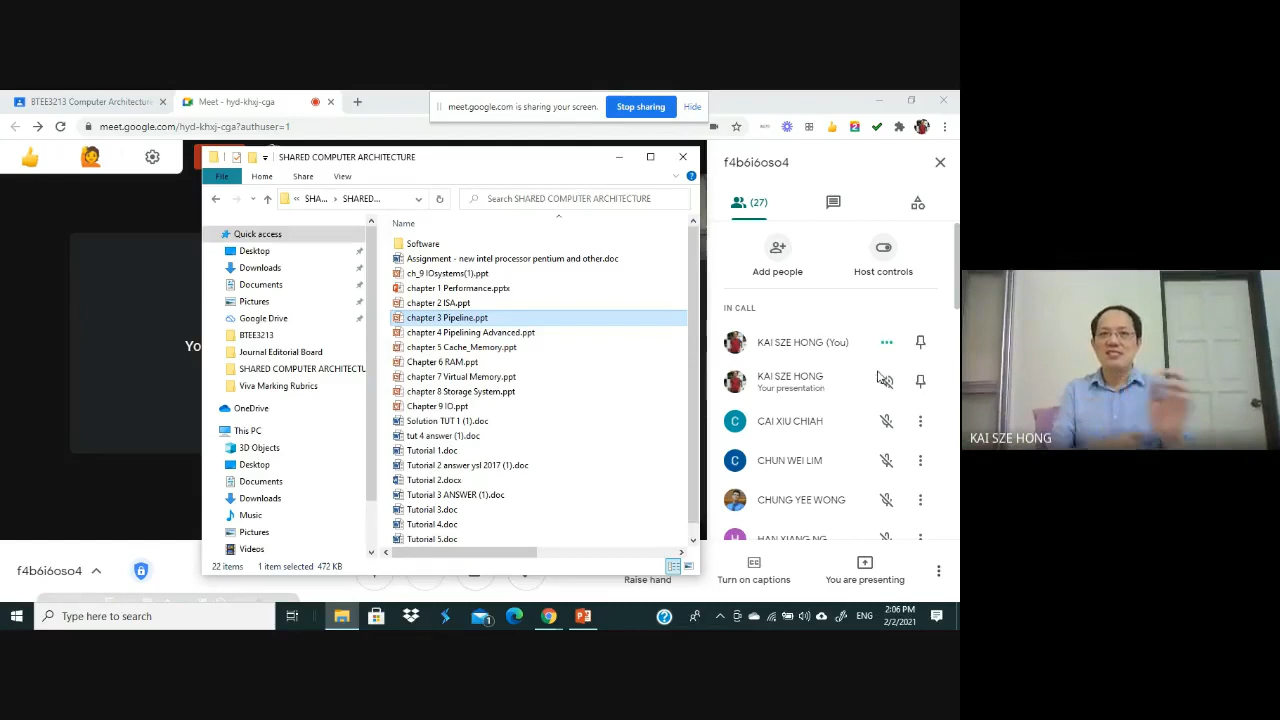 BTEE3213 Computer Architecture
Meet - hyd-khxj-cga
meet.google.com is sharing your screen.
Stop sharing
Hide
meet.google.com/hyd-khxj-cga?authuser=1
SHARED COMPUTER ARCHITECTURE
File
Home
Share
View
SHA...
SHARED...
Search SHARED COMPUTER ARCHITECTURE
Name
Quick access
Desktop
Downloads
Documents
Pictures
Google Drive
BTEE3213
Journal Editorial Board
SHARED COMPUTER ARCHITECTU
Viva Marking Rubrics
OneDrive
This PC
3D Objects
Desktop
Documents
Downloads
Music
Pictures
Videos
Software
Assignment - new intel processor pentium and other.doc
ch_9 IOsystems(1).ppt
chapter 1 Performance.pptx
chapter 2 ISA.ppt
chapter 3 Pipeline.ppt
chapter 4 Pipelining Advanced.ppt
chapter 5 Cache_Memory.ppt
Chapter 6 RAM.ppt
chapter 7 Virtual Memory.ppt
chapter 8 Storage System.ppt
Chapter 9 IO.ppt
Solution TUT 1 (1).doc
tut 4 answer (1).doc
Tutorial 1.doc
Tutorial 2 answer ysl 2017 (1).doc
Tutorial 2.docx
Tutorial 3 ANSWER (1).doc
Tutorial 3.doc
Tutorial 4.doc
Tutorial 5.doc
22 items
1 item selected 472 KB
Yo
f4b6i6oso4
(27)
Add people
Host controls
IN CALL
KAI SZE HONG (You)
KAI SZE HONG
Your presentation
C
CAI XIU CHIAH
C
CHUN WEI LIM
CHUNG YEE WONG
H
HAN XIANG NG
f4b6i6oso4
Raise hand
Turn on captions
You are presenting
Type here to search
1
ENG
2:06 PM
2/2/2021
KAI SZE HONG